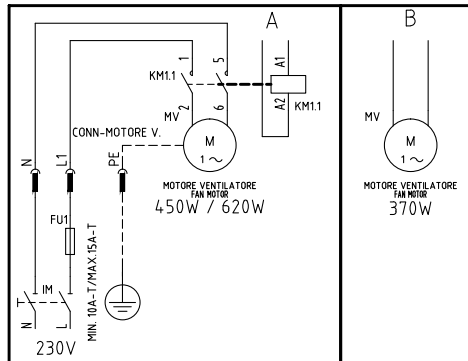 A
B
1
5
A1
KM1.1
2
6
A2
KM1.1
MV
MV
CONN-MOTORE V.
M
1~
M
1~
N
L1
PE
MOTORE VENTILATORE
FAN MOTOR
450W / 620W
MOTORE VENTILATORE
FAN MOTOR
370W
FU1
MIN. 10A-T/MAX.15A-T
IM
N
L
230V